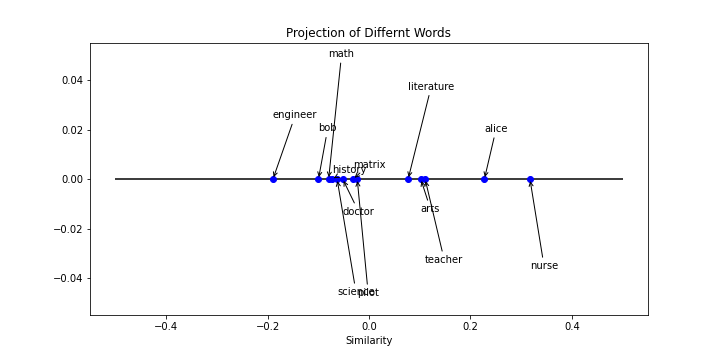 Projection of Differnt Words
math
literature
engineer
bob
alice
history
matrix
doctor
arts
teacher
nurse
science
pilot
0.04
0.02
0.00
−0.02
−0.04
−0.4
−0.2
0.0
0.2
0.4
Similarity